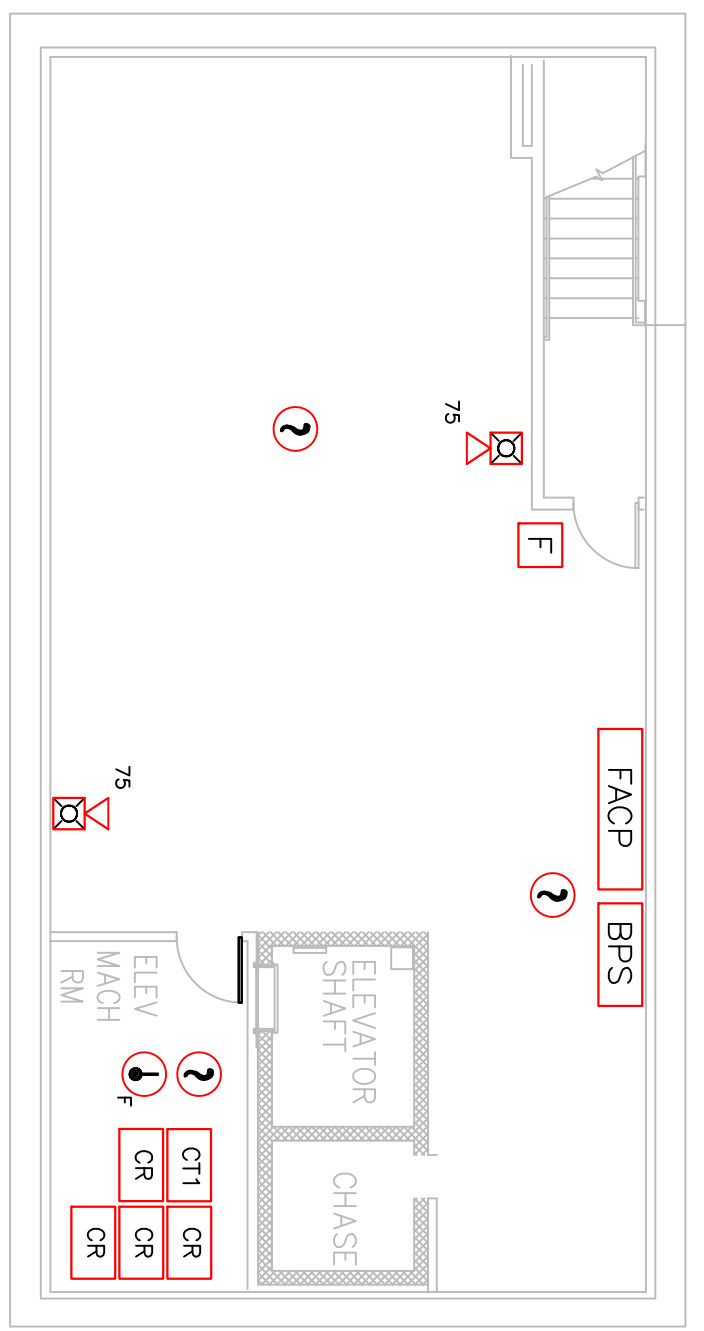 75
F
FACP
BPS
75
ELEVATOR
SHAFT
ELEV
MACH
RM
F
CHASE
CT1
CR
CR
CR
CR